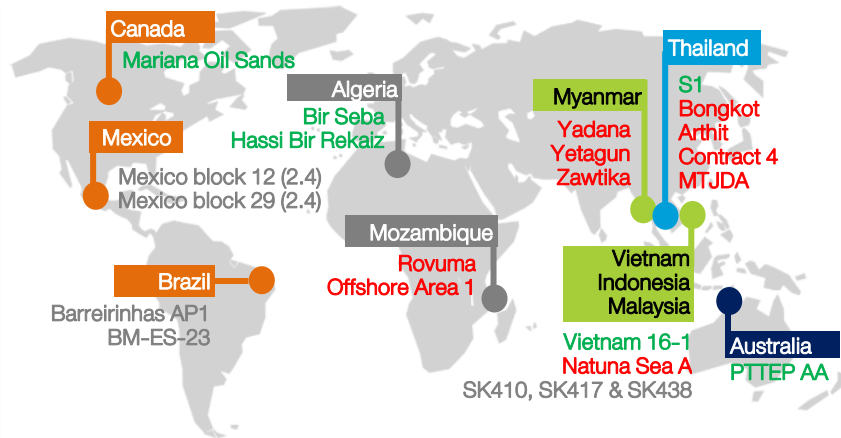 Canada
Mariana Oil Sands
Mexico
Mexico block 12 (2.4)
Mexico block 29 (2.4)
Brazil
Barreirinhas AP1
BM-ES-23
Algeria
Bir Seba
Hassi Bir Rekaiz
Mozambique
Rovuma
Offshore Area 1
Myanmar
Yadana
Yetagun
Zawtika
Thailand
S1
Bongkot
Arthit
Contract 4
MTJDA
Vietnam
Indonesia
Malaysia
Vietnam 16-1
Natuna Sea A
SK410, SK417 & SK438
Australia
PTTEP AA